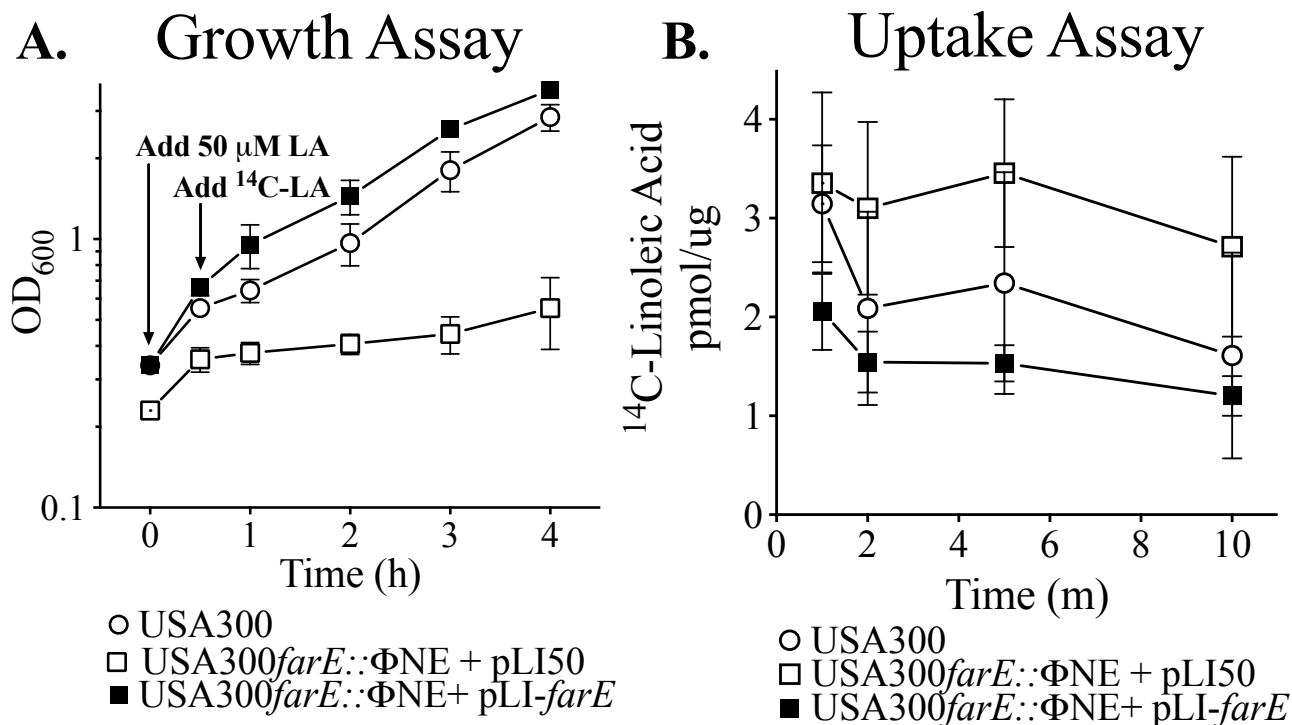 A. Growth Assay
Add 50 μM LA
Add ¹⁴C-LA
OD₆₀₀
1
0.1
0 1 2 3 4
Time (h)
○ USA300
□ USA300farE::ΦNE + pLI50
■ USA300farE::ΦNE+ pLI-farE
B. Uptake Assay
¹⁴C-Linoleic Acid
pmol/ug
4
3
2
1
0
0 2 4 6 8 10
Time (m)
○ USA300
□ USA300farE::ΦNE + pLI50
■ USA300farE::ΦNE+ pLI-farE